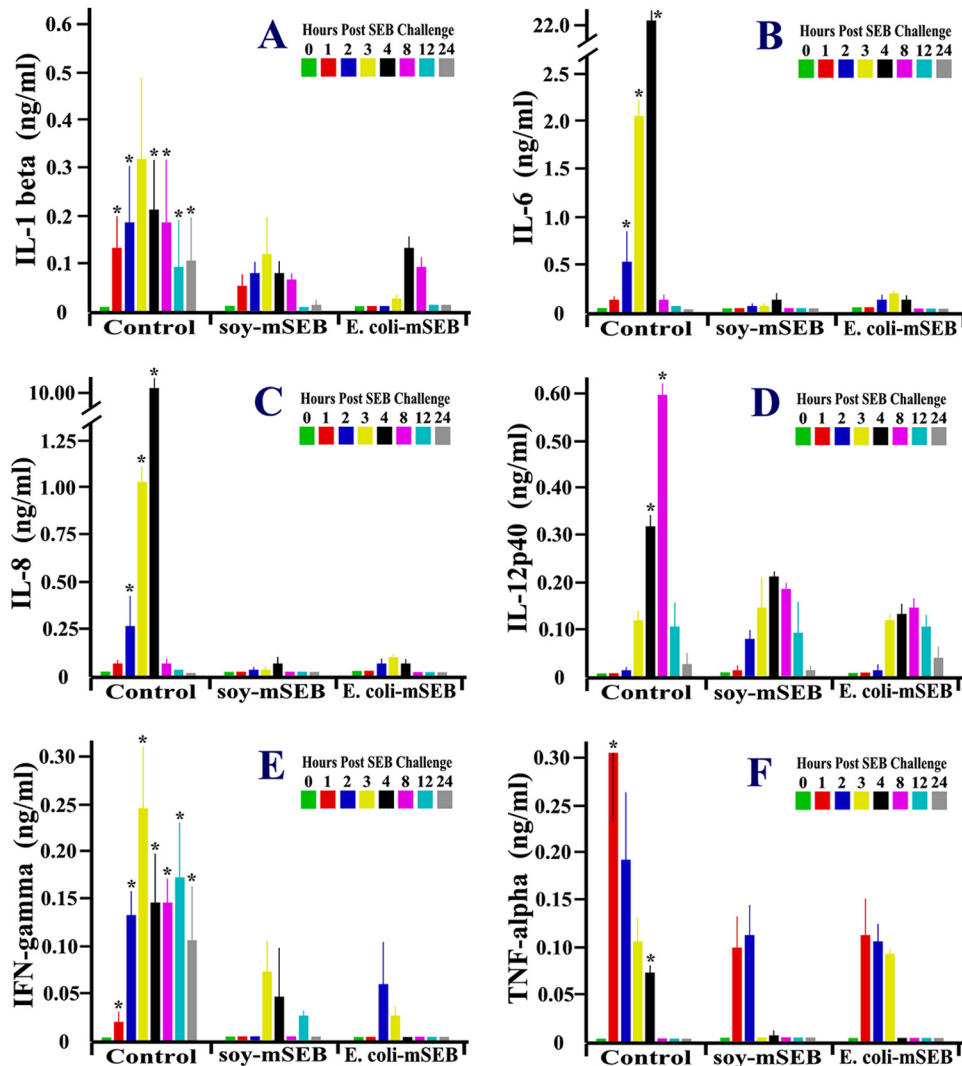 A
Hours Post SEB Challenge
0 1 2 3 4 8 12 24
IL-1 beta (ng/ml)
0.6
0.5
0.4
0.3
0.2
0.1
0
* * * * * * *
Control soy-mSEB E. coli-mSEB
B
Hours Post SEB Challenge
0 1 2 3 4 8 12 24
IL-6 (ng/ml)
22.0
2.5
2.0
1.5
1.0
0.5
0
* * *
Control soy-mSEB E. coli-mSEB
C
Hours Post SEB Challenge
0 1 2 3 4 8 12 24
IL-8 (ng/ml)
10.00
1.25
1.00
0.75
0.50
0.25
0
* * *
Control soy-mSEB E. coli-mSEB
D
Hours Post SEB Challenge
0 1 2 3 4 8 12 24
IL-12p40 (ng/ml)
0.60
0.50
0.40
0.30
0.20
0.10
0
* *
Control soy-mSEB E. coli-mSEB
E
Hours Post SEB Challenge
0 1 2 3 4 8 12 24
IFN-gamma (ng/ml)
0.30
0.25
0.20
0.15
0.10
0.05
0
* * * * * * *
Control soy-mSEB E. coli-mSEB
F
Hours Post SEB Challenge
0 1 2 3 4 8 12 24
TNF-alpha (ng/ml)
0.30
0.25
0.20
0.15
0.10
0.05
0
* *
Control soy-mSEB E. coli-mSEB